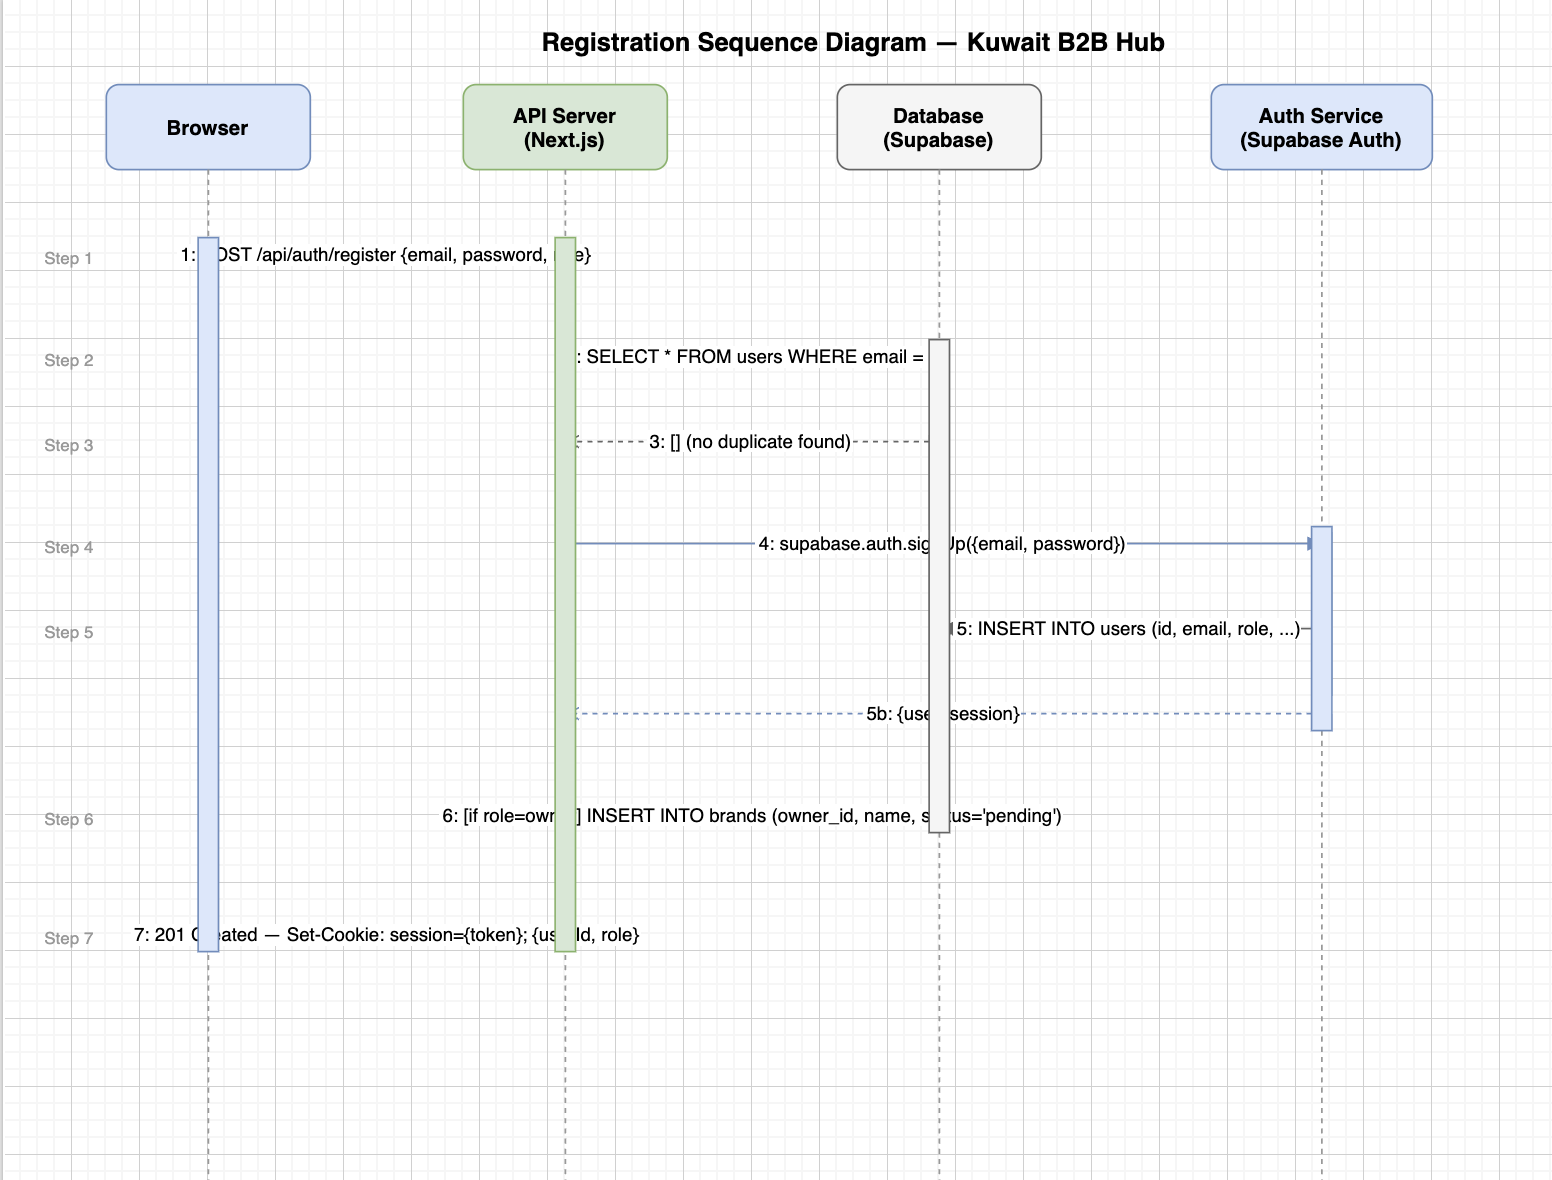 Registration Sequence Diagram — Kuwait B2B Hub
Browser
API Server
(Next.js)
Database
(Supabase)
Auth Service
(Supabase Auth)
Step 1
1: OST /api/auth/register {email, password, e}
Step 2
: SELECT * FROM users WHERE email =
Step 3
3: [] (no duplicate found)
Step 4
4: supabase.auth.sig Up({email, password})
Step 5
5: INSERT INTO users (id, email, role, ...)
5b: {use session}
Step 6
6: [if role=own ] INSERT INTO brands (owner_id, name, s tus='pending')
Step 7
7: 201 C eated — Set-Cookie: session={token}; {us Id, role}